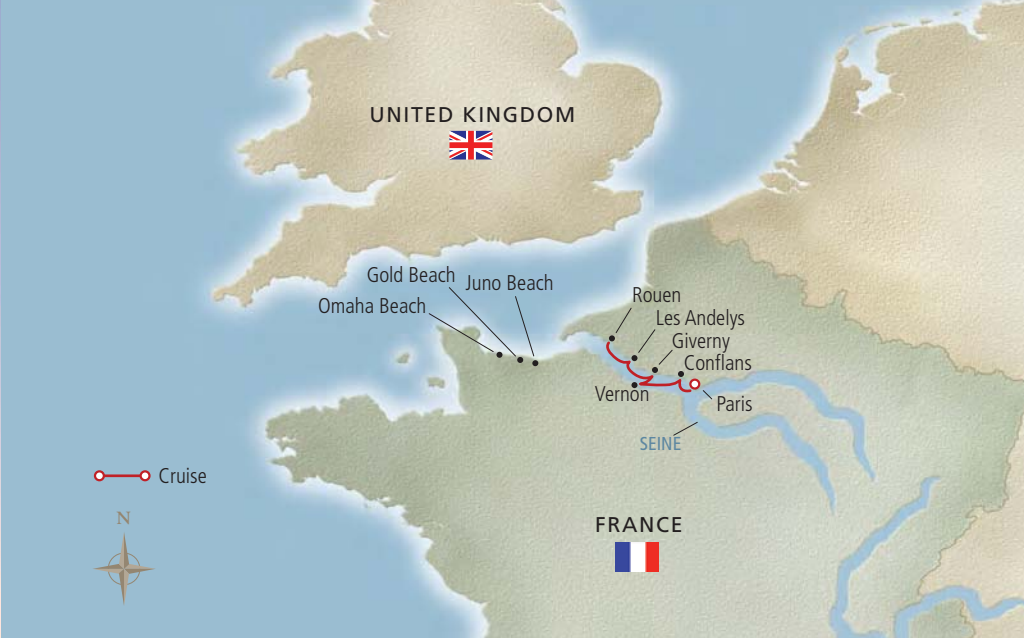 UNITED KINGDOM
Gold Beach
Juno Beach
Omaha Beach
Rouen
Les Andelys
Giverny
Conflans
Vernon
Paris
SEINE
Cruise
N
FRANCE